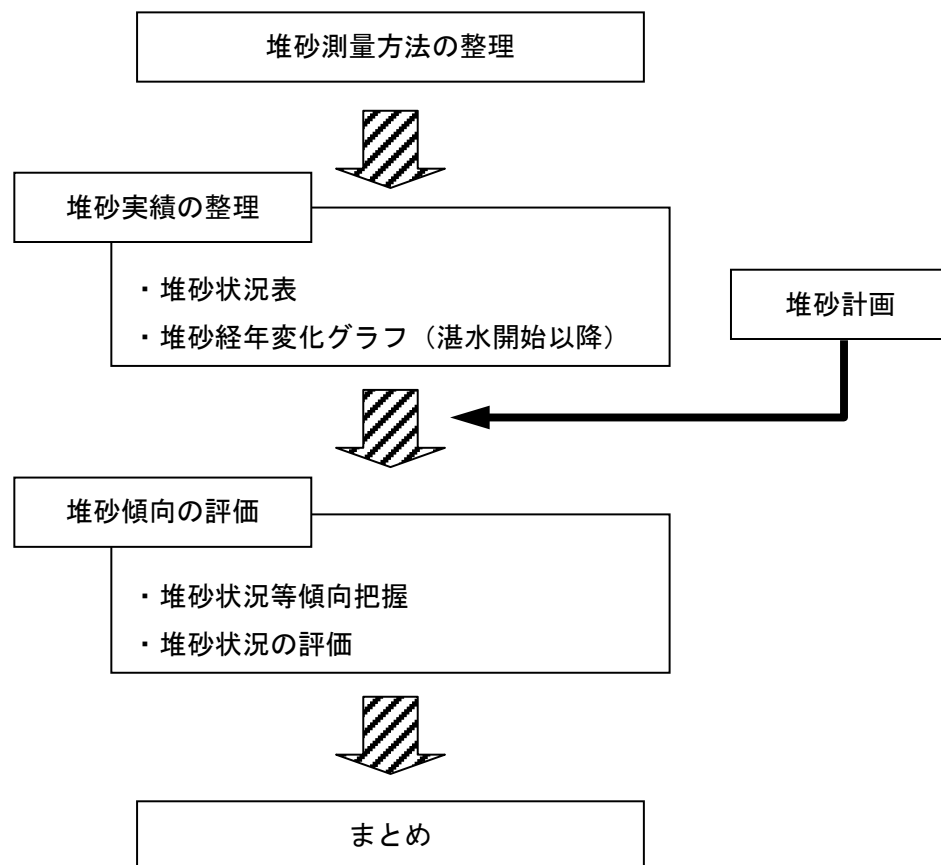 堆砂測量方法の整理
堆砂実績の整理
・堆砂状況表
・堆砂経年変化グラフ（湛水開始以降）
堆砂計画
堆砂傾向の評価
・堆砂状況等傾向把握
・堆砂状況の評価
まとめ